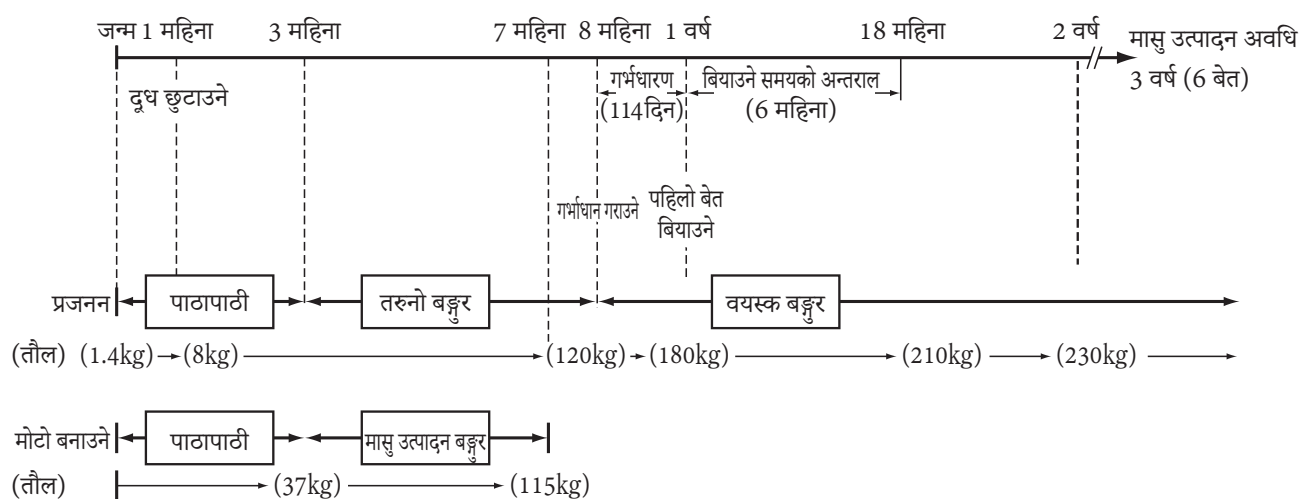 जन्म 1 महिना 3 महिना 7 महिना 8 महिना 1 वर्ष 18 महिना 2 वर्ष मासु उत्पादन अवधि
3 वर्ष (6 बेत)
दूध छुटाउने
गर्भधारण
(114दिन)
बियाउने समयको अन्तराल
(6 महिना)
गर्भाधान गराउने
पहिलो बेत
बियाउने
प्रजनन पाठापाठी तरुनो बङ्गुर वयस्क बङ्गुर
(तौल) (1.4kg) (8kg) (120kg) (180kg) (210kg) (230kg)
मोटो बनाउने पाठापाठी मासु उत्पादन बङ्गुर
(तौल) (37kg) (115kg)